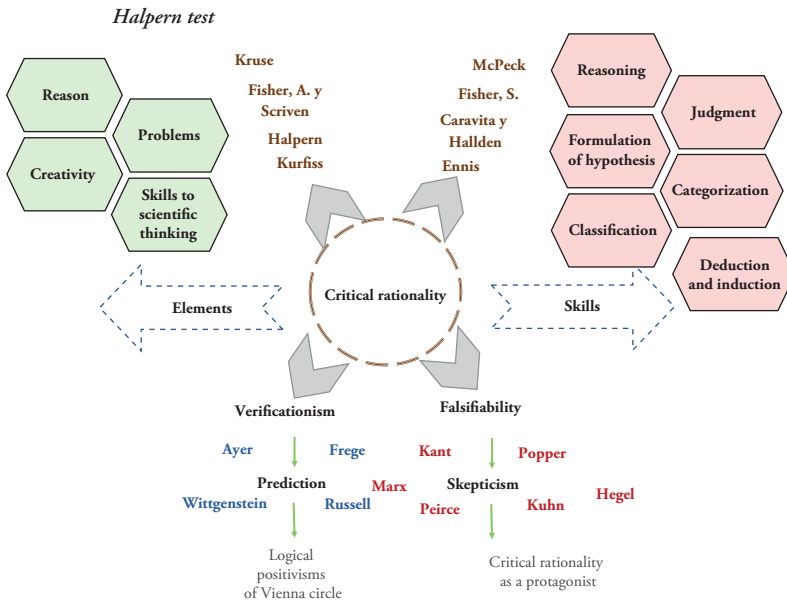 Halpern test
Kruse
Fisher, A. y
Scriven
Halpern
Kurfiss
McPeck
Fisher, S.
Caravita y
Hallden
Ennis
Reason
Problems
Creativity
Skills to
scientific
thinking
Reasoning
Judgment
Formulation
of hypothesis
Categorization
Classification
Deduction
and induction
Elements
Critical rationality
Skills
Verificationism
Falsifiability
Ayer
Frege
Kant
Popper
Prediction
Marx
Skepticism
Wittgenstein
Russell
Peirce
Kuhn
Hegel
Logical
positivisms
of Vienna circle
Critical rationality
as a protagonist